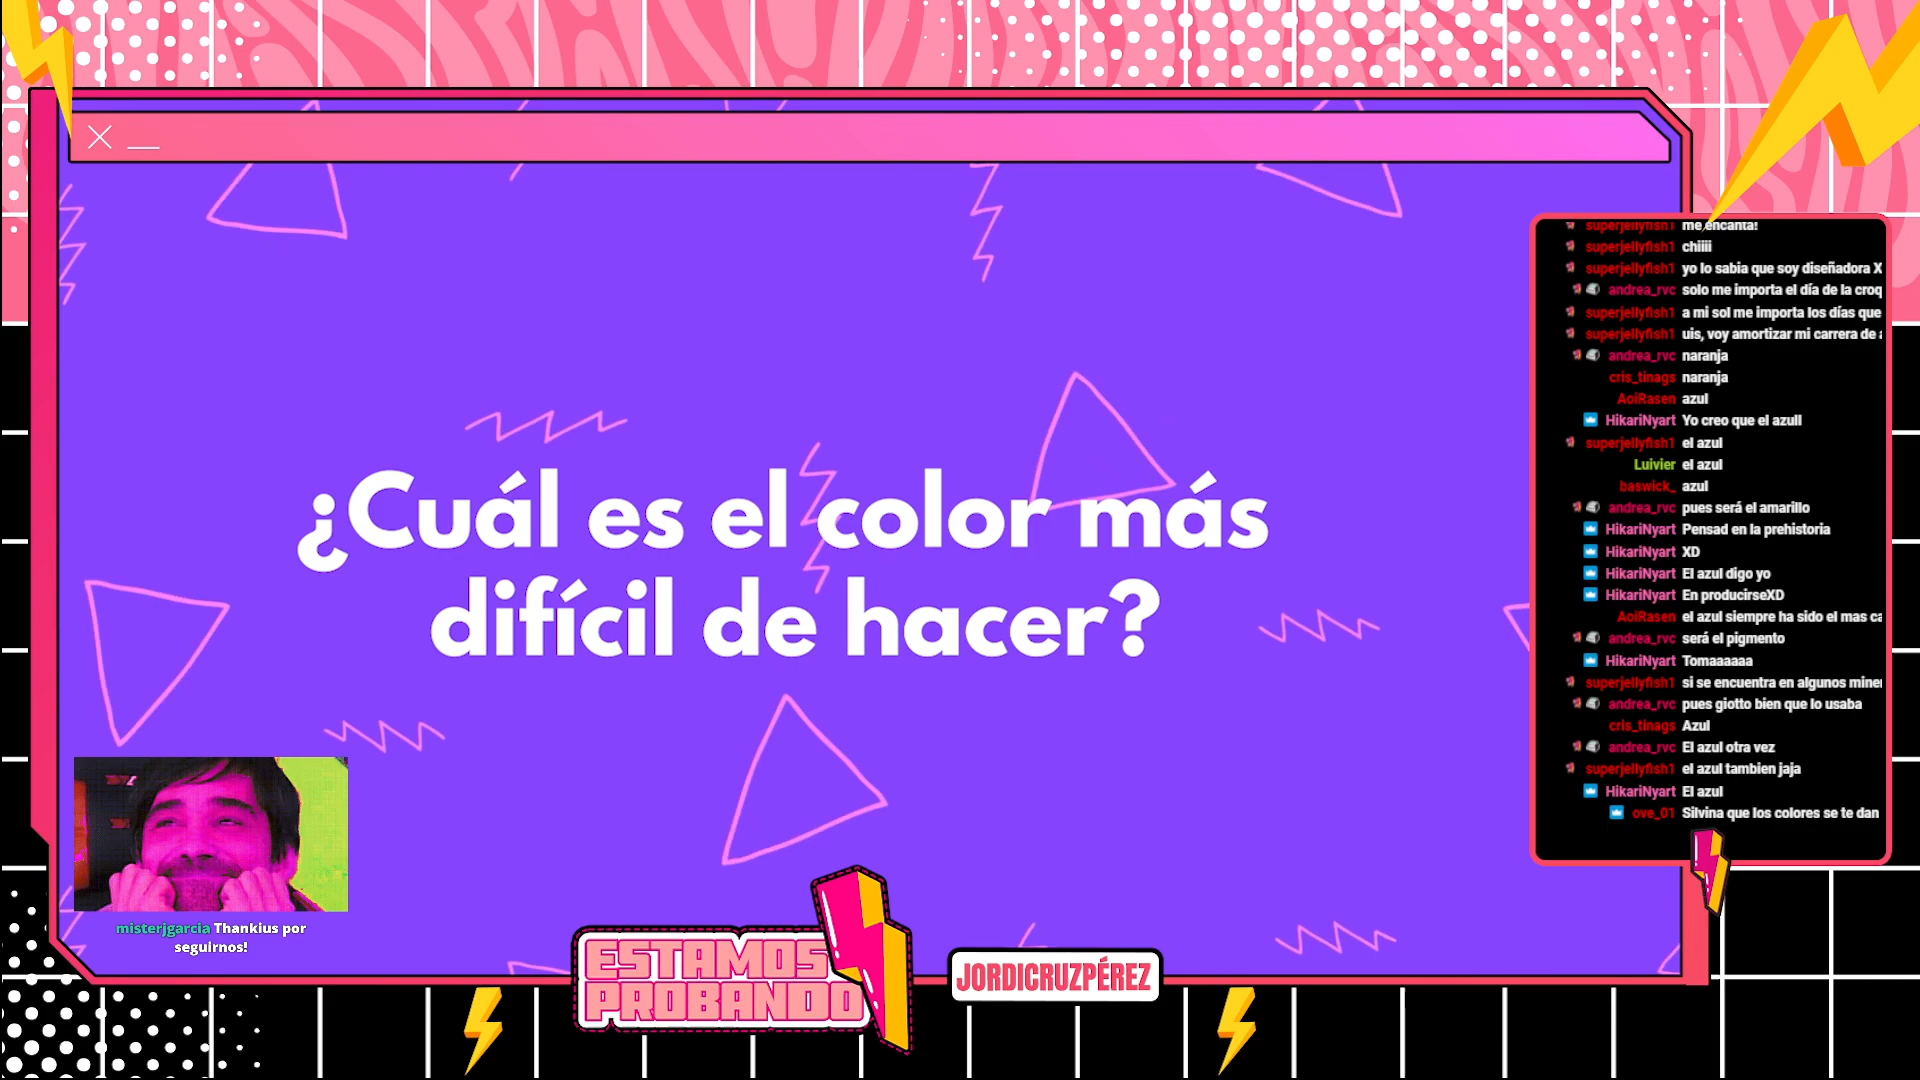 ¿Cuál es el color más
difícil de hacer?
superjellyfish1 me encanta!
superjellyfish1 chiiii
superjellyfish1 yo lo sabia que soy diseñadora X
andrea_rvc solo me importa el día de la croq
superjellyfish1 a mi sol me importa los días que
superjellyfish1 uis, voy amortizar mi carrera de
andrea_rvc naranja
cris_tinags naranja
AoiRasen azul
HikariNyart Yo creo que el azull
superjellyfish1 el azul
Luivier el azul
baswick_ azul
andrea_rvc pues será el amarillo
HikariNyart Pensad en la prehistoria
HikariNyart XD
HikariNyart El azul digo yo
HikariNyart En producirseXD
AoiRasen el azul siempre ha sido el mas ca
andrea_rvc será el pigmento
HikariNyart Tomaaaaaa
superjellyfish1 si se encuentra en algunos miner
andrea_rvc pues giotto bien que lo usaba
cris_tinags Azul
andrea_rvc El azul otra vez
superjellyfish1 el azul tambien jaja
HikariNyart El azul
ove_01 Silvina que los colores se te dan
misterjgarcia Thankius por
seguirnos!
ESTAMOS
PROBANDO
JORDICRUZPÉREZ